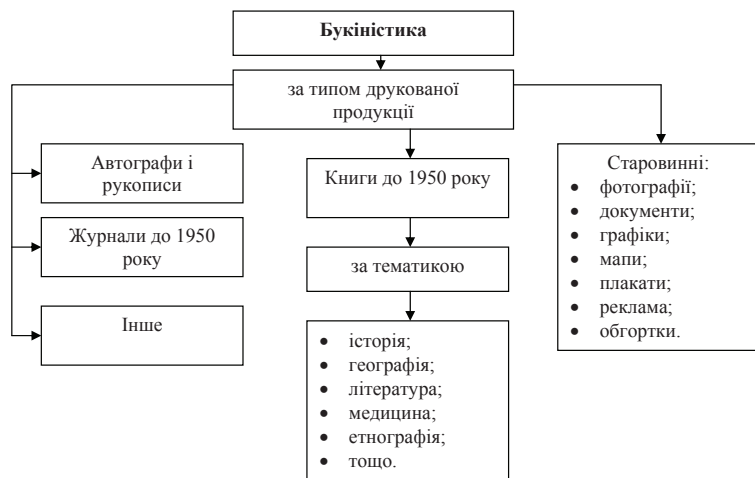 Букіністика
за типом друкованої
продукції
Автографи і
рукописи
Журнали до 1950
року
Інше
Книги до 1950 року
за тематикою
• історія;
• географія;
• література;
• медицина;
• етнографія;
• тощо.
Старовинні:
• фотографії;
• документи;
• графіки;
• мапи;
• плакати;
• реклама;
• обгортки.